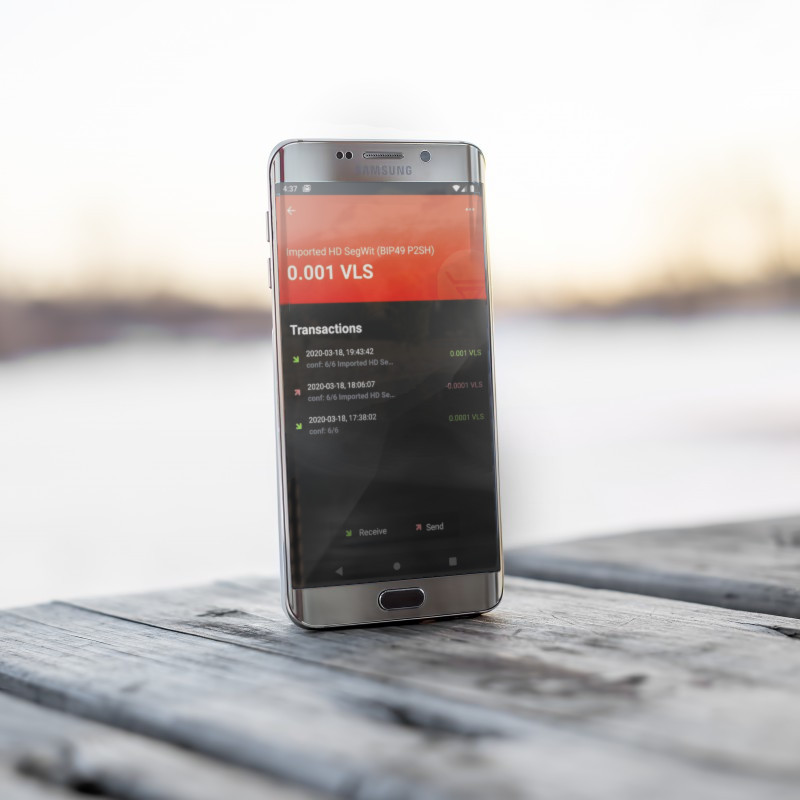 SAMSUNG
4:37
Imported HD SegWit (BIP49 P2SH)
0.001 VLS
Transactions
2020-03-18, 19:43:42
0.001 VLS
conf: 6/6 Imported HD Se...
2020-03-18, 18:06:07
-0.0001 VLS
conf: 6/6 Imported HD Se...
2020-03-18, 17:38:02
0.0001 VLS
conf: 6/6
Receive
Send